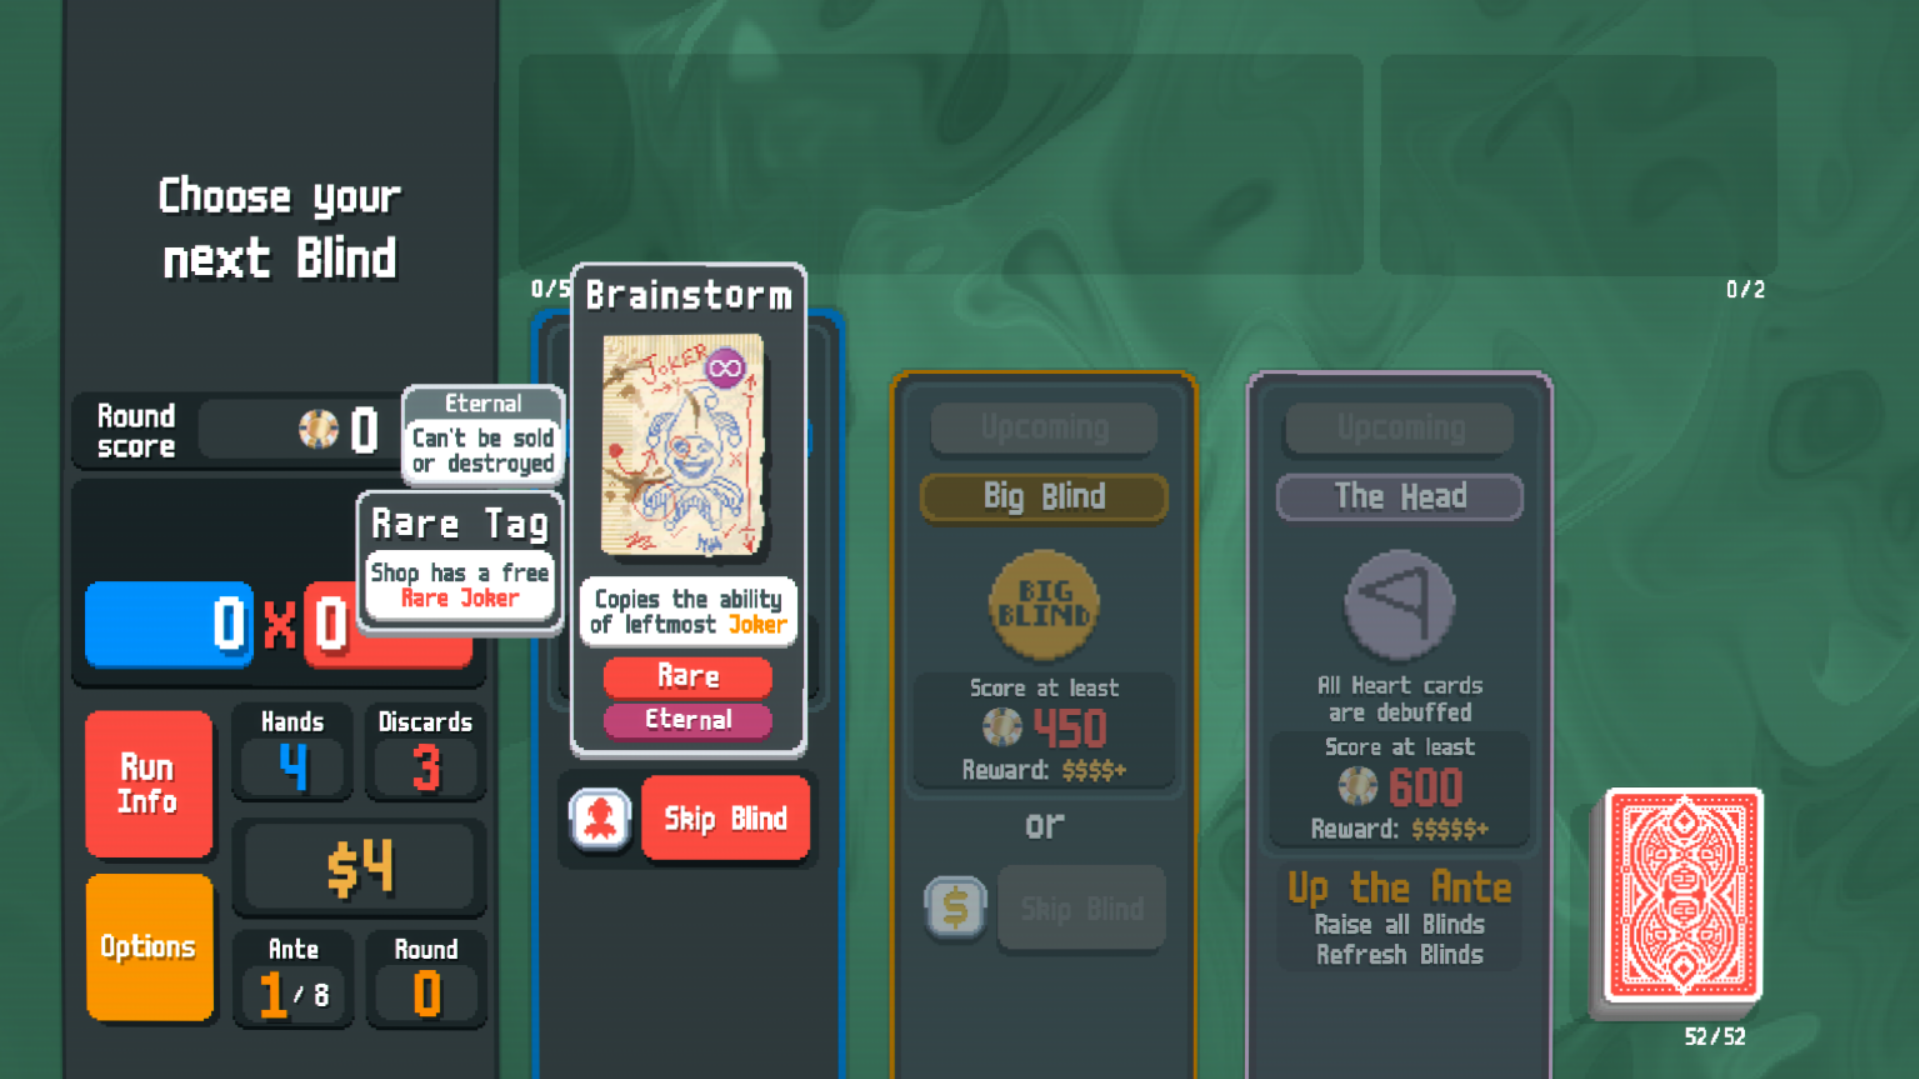 Choose your
next Blind
Round
score
0
0 X 0
Run
Info
Options
Hands
4
Discards
3
$4
Ante
1 / 8
Round
0
Eternal
Can't be sold
or destroyed
Rare Tag
Shop has a free
Rare Joker
0/5
Brainstorm
JOKER
Copies the ability
of leftmost Joker
Rare
Eternal
Skip Blind
0/2
Upcoming
Big Blind
BIG
BLIND
Score at least
450
Reward: $$$$+
or
$
Skip Blind
Upcoming
The Head
All Heart cards
are debuffed
Score at least
600
Reward: $$$$$+
Up the Ante
Raise all Blinds
Refresh Blinds
52/52